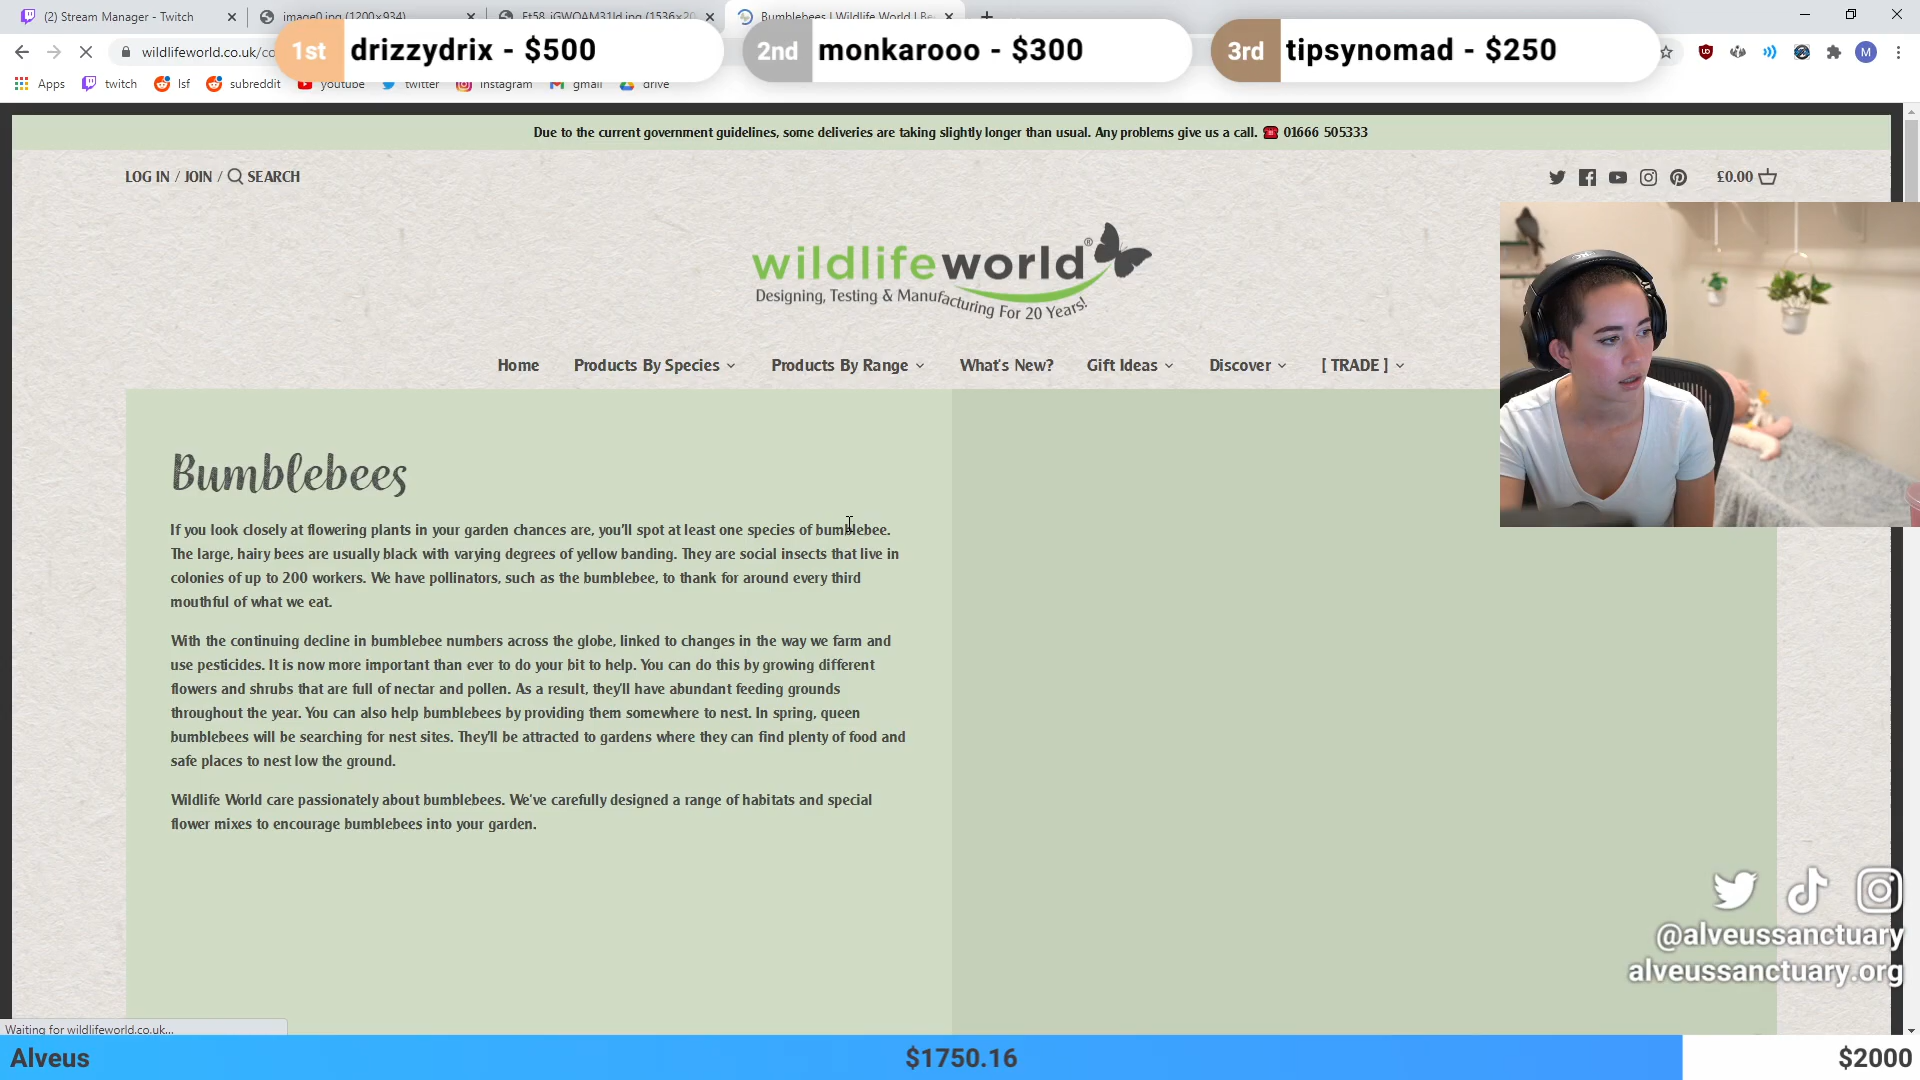 (2) Stream Manager - Twitch
image0.jpg (1200×934)
Bumblebees | Wildlife World | Be
1st drizzydrix - $500
2nd monkarooo - $300
3rd tipsynomad - $250
wildlifeworld.co.uk/co
M
Apps twitch lsf subreddit youtube twitter instagram gmail drive
Due to the current government guidelines, some deliveries are taking slightly longer than usual. Any problems give us a call. ☎ 01666 505333
LOG IN / JOIN / SEARCH
£0.00
wildlifeworld®
Designing, Testing & Manufacturing For 20 Years!
Home Products By Species Products By Range What's New? Gift Ideas Discover [ TRADE ]
Bumblebees
If you look closely at flowering plants in your garden chances are, you'll spot at least one species of bumblebee.
The large, hairy bees are usually black with varying degrees of yellow banding. They are social insects that live in
colonies of up to 200 workers. We have pollinators, such as the bumblebee, to thank for around every third
mouthful of what we eat.
With the continuing decline in bumblebee numbers across the globe, linked to changes in the way we farm and
use pesticides. It is now more important than ever to do your bit to help. You can do this by growing different
flowers and shrubs that are full of nectar and pollen. As a result, they'll have abundant feeding grounds
throughout the year. You can also help bumblebees by providing them somewhere to nest. In spring, queen
bumblebees will be searching for nest sites. They'll be attracted to gardens where they can find plenty of food and
safe places to nest low the ground.
Wildlife World care passionately about bumblebees. We've carefully designed a range of habitats and special
flower mixes to encourage bumblebees into your garden.
@alveussanctuary
alveussanctuary.org
Waiting for wildlifeworld.co.uk...
Alveus $1750.16 $2000